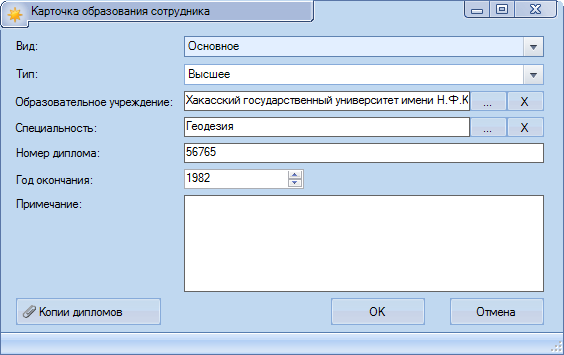 Карточка образования сотрудника
Вид: Основное
Тип: Высшее
Образовательное учреждение: Хакасский государственный университет имени Н.Ф.К ... X
Специальность: Геодезия ... X
Номер диплома: 56765
Год окончания: 1982
Примечание:
Копии дипломов OK Отмена